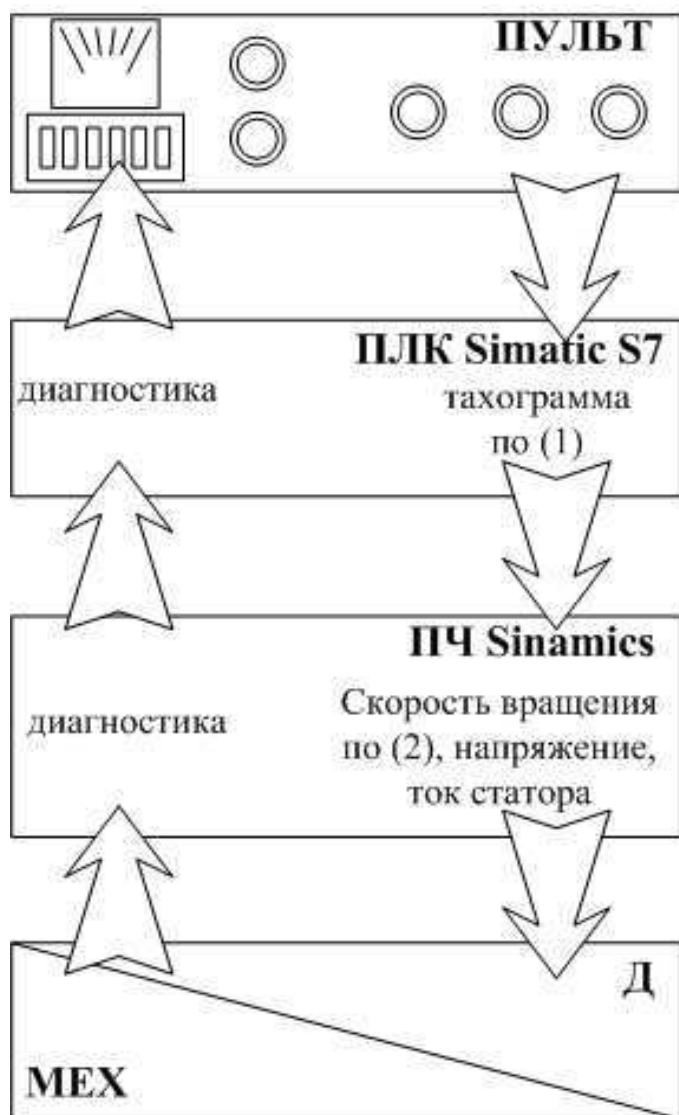 ПУЛЬТ
ПЛК Simatic S7
диагностика
тахограмма
по (1)
ПЧ Sinamics
диагностика
Скорость вращения
по (2), напряжение,
ток статора
Д
МЕХ